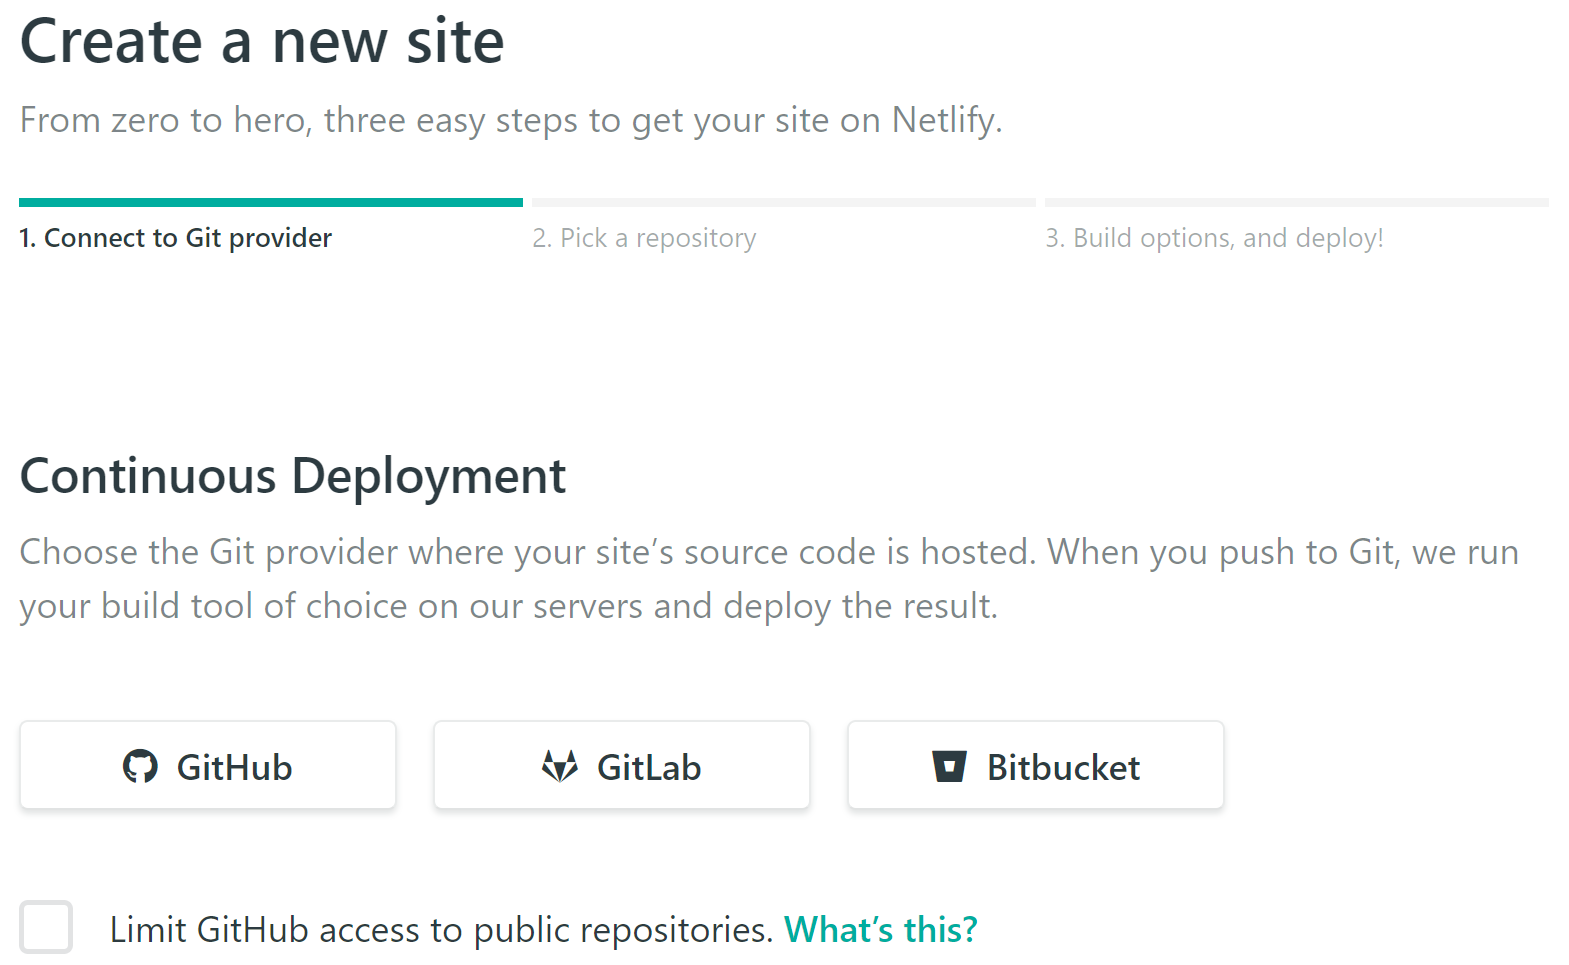 Create a new site
From zero to hero, three easy steps to get your site on Netlify.
1. Connect to Git provider
2. Pick a repository
3. Build options, and deploy!
Continuous Deployment
Choose the Git provider where your site’s source code is hosted. When you push to Git, we run
your build tool of choice on our servers and deploy the result.
GitHub
GitLab
Bitbucket
Limit GitHub access to public repositories. What’s this?